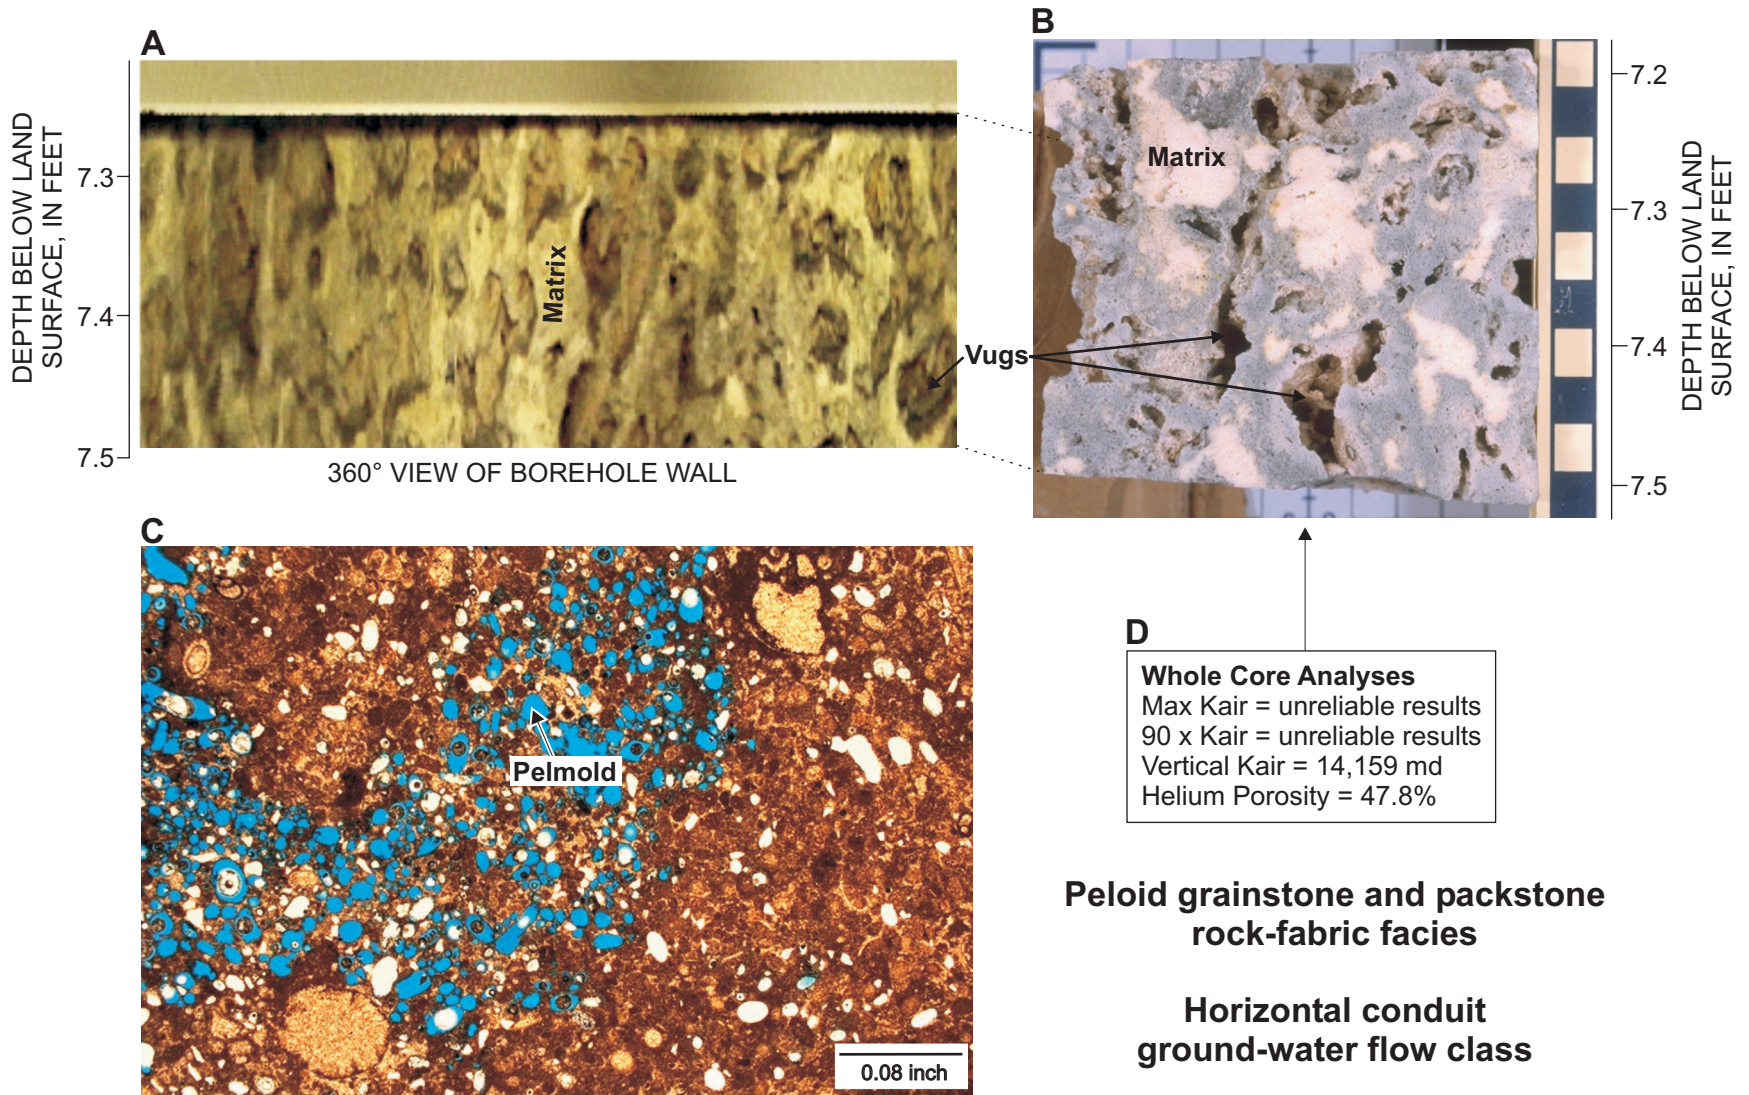 A
DEPTH BELOW LAND
SURFACE, IN FEET
7.3
7.4
7.5
Matrix
360° VIEW OF BOREHOLE WALL
Vugs
B
Matrix
7.2
7.3
7.4
7.5
DEPTH BELOW LAND
SURFACE, IN FEET
C
Pelmold
0.08 inch
D
Whole Core Analyses
Max Kair = unreliable results
90 x Kair = unreliable results
Vertical Kair = 14,159 md
Helium Porosity = 47.8%
Peloid grainstone and packstone
rock-fabric facies
Horizontal conduit
ground-water flow class